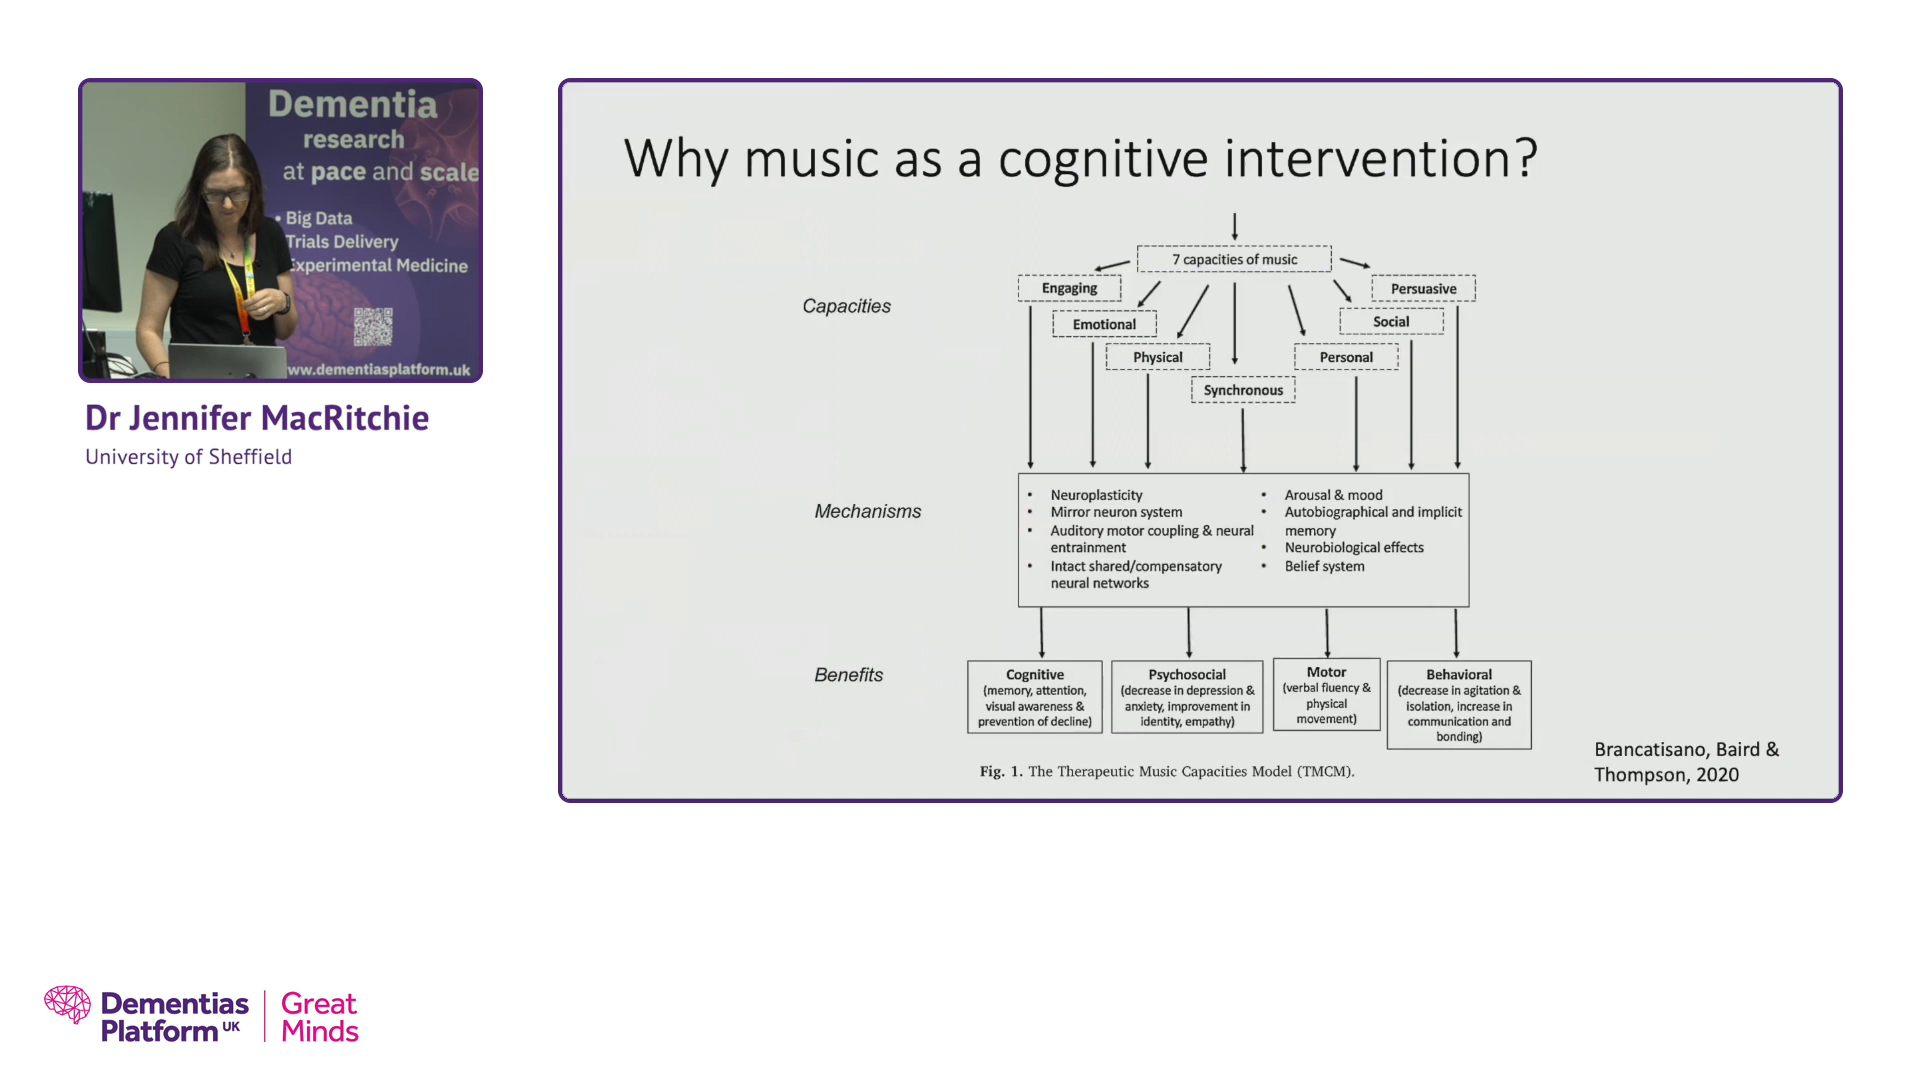 Dementia
research
at pace and scale
• Big Data
Trials Delivery
Experimental Medicine
www.dementiasplatform.uk
Dr Jennifer MacRitchie
University of Sheffield
Why music as a cognitive intervention?
7 capacities of music
Capacities
Engaging
Persuasive
Emotional
Social
Physical
Personal
Synchronous
Mechanisms
• Neuroplasticity
• Mirror neuron system
• Auditory motor coupling & neural
entrainment
• Intact shared/compensatory
neural networks
• Arousal & mood
• Autobiographical and implicit
memory
• Neurobiological effects
• Belief system
Benefits
Cognitive
(memory, attention,
visual awareness &
prevention of decline)
Psychosocial
(decrease in depression &
anxiety, improvement in
identity, empathy)
Motor
(verbal fluency &
physical
movement)
Behavioral
(decrease in agitation &
isolation, increase in
communication and
bonding)
Fig. 1. The Therapeutic Music Capacities Model (TMCM).
Brancatisano, Baird &
Thompson, 2020
Dementias
Platform UK
Great
Minds